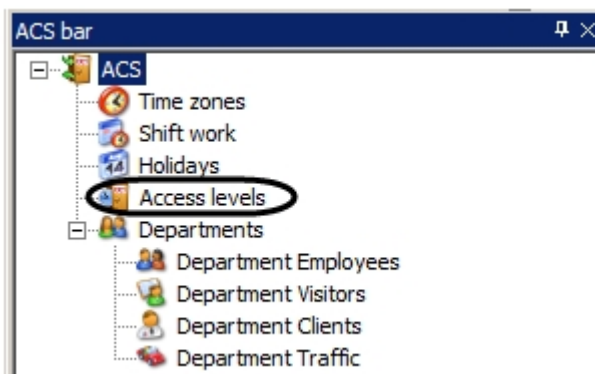 ACS bar
ACS
Time zones
Shift work
Holidays
Access levels
Departments
Department Employees
Department Visitors
Department Clients
Department Traffic